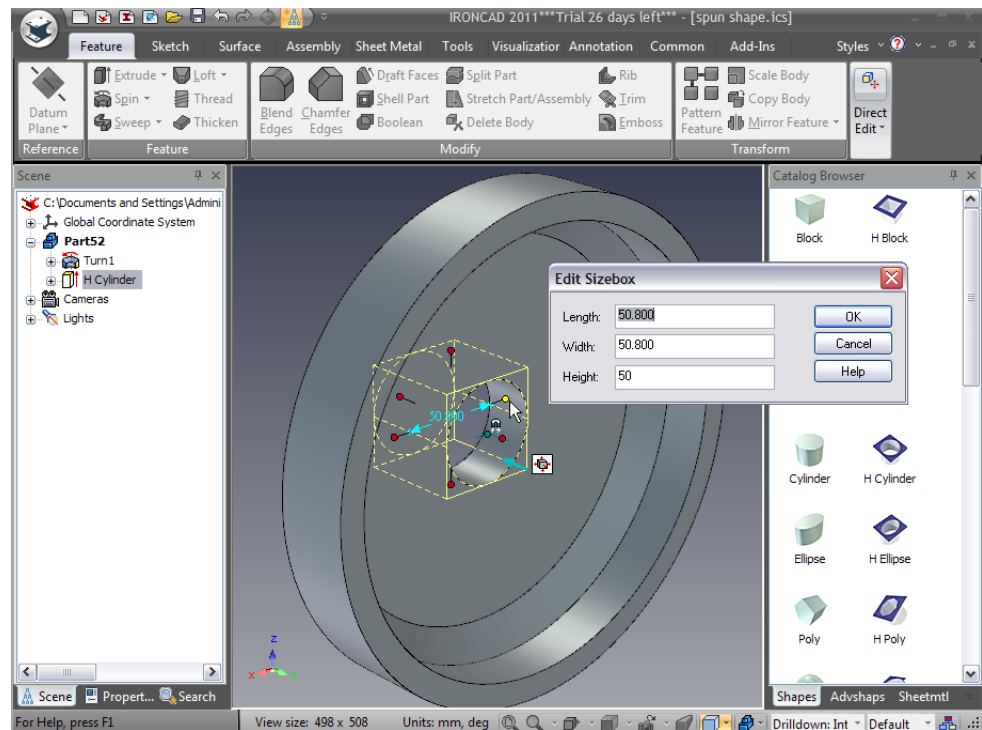 IRONCAD 2011***Trial 26 days left*** - [spun shape.ics]
Feature Sketch Surface Assembly Sheet Metal Tools Visualization Annotation Common Add-Ins Styles
Datum Plane
Reference
Extrude Loft
Spin Thread
Sweep Thicken
Feature
Blend Edges
Chamfer Edges
Draft Faces Split Part Rib
Shell Part Stretch Part/Assembly Trim
Boolean Delete Body Emboss
Modify
Pattern Feature
Scale Body
Copy Body
Mirror Feature
Transform
Direct Edit
Scene
C:\Documents and Settings\Admini
Global Coordinate System
Part52
Turn1
H Cylinder
Cameras
Lights
Scene Propert... Search
50.800
Z
X
Y
Edit Sizebox
Length: 50.800 OK
Width: 50.800 Cancel
Height: 50 Help
Catalog Browser
Block H Block
Cylinder H Cylinder
Ellipse H Ellipse
Poly H Poly
Shapes Advshaps Sheetmtl
For Help, press F1 View size: 498 x 508 Units: mm, deg Drilldown: Int Default